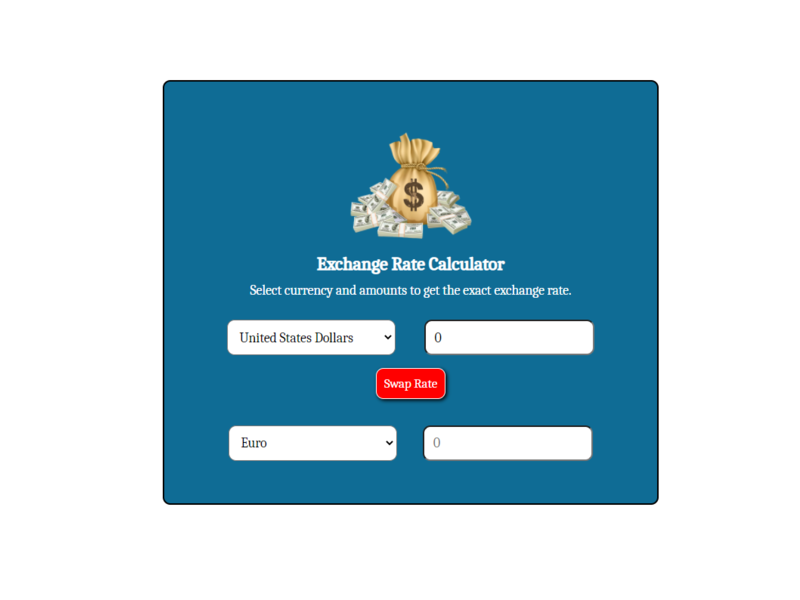 $
Exchange Rate Calculator
Select currency and amounts to get the exact exchange rate.
United States Dollars
0
Swap Rate
Euro
0